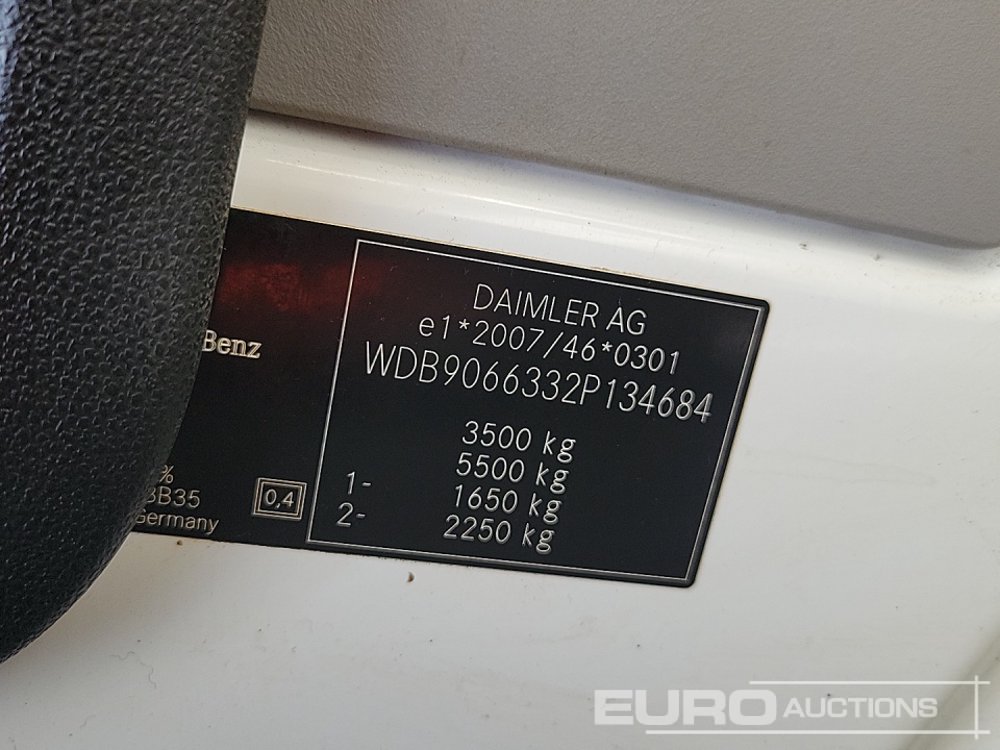 DAIMLER AG
e1*2007/46*0301
WDB9066332P134684
3500 kg
5500 kg
1- 1650 kg
2- 2250 kg
Benz
%
BB35
Germany
0,4
EURO AUCTIONS